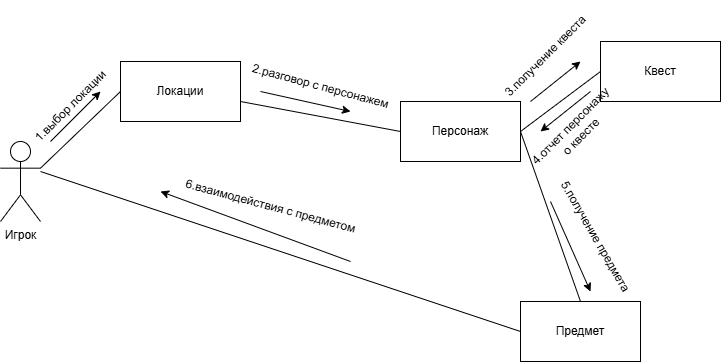 1.выбор локации
Локации
2.разговор с персонажем
Персонаж
3.получение квеста
Квест
4.отчет персонажу
о квесте
5.получение предмета
6.взаимодействия с предметом
Игрок
Предмет